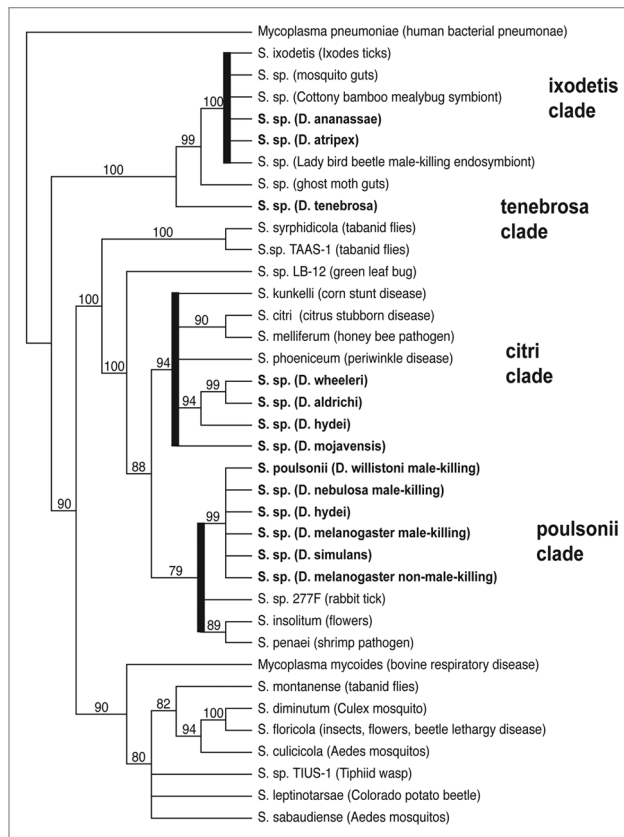 Mycoplasma pneumoniae (human bacterial pneumonae)
S. ixodetis (Ixodes ticks)
S. sp. (mosquito guts)
ixodetis
clade
100
S. sp. (Cottony bamboo mealybug symbiont)
S. sp. (D. ananassae)
99
S. sp. (D. atripex)
S. sp. (Lady bird beetle male-killing endosymbiont)
100
S. sp. (ghost moth guts)
S. sp. (D. tenebrosa)
tenebrosa
clade
100
S. syrphidicola (tabanid flies)
S.sp. TAAS-1 (tabanid flies)
S. sp. LB-12 (green leaf bug)
100
S. kunkelli (corn stunt disease)
90
S. citri (citrus stubborn disease)
S. melliferum (honey bee pathogen)
citri
clade
100
94
S. phoeniceum (periwinkle disease)
99
S. sp. (D. wheeleri)
94
S. sp. (D. aldrichi)
S. sp. (D. hydei)
S. sp. (D. mojavensis)
88
S. poulsonii (D. willistoni male-killing)
S. sp. (D. nebulosa male-killing)
90
S. sp. (D. hydei)
99
S. sp. (D. melanogaster male-killing)
poulsonii
clade
S. sp. (D. simulans)
79
S. sp. (D. melanogaster non-male-killing)
S. sp. 277F (rabbit tick)
89
S. insolitum (flowers)
S. penaei (shrimp pathogen)
Mycoplasma mycoides (bovine respiratory disease)
90
82
S. montanense (tabanid flies)
100
S. diminutum (Culex mosquito)
94
S. floricola (insects, flowers, beetle lethargy disease)
S. culicicola (Aedes mosquitos)
80
S. sp. TIUS-1 (Tiphiid wasp)
S. leptinotarsae (Colorado potato beetle)
S. sabaudiense (Aedes mosquitos)